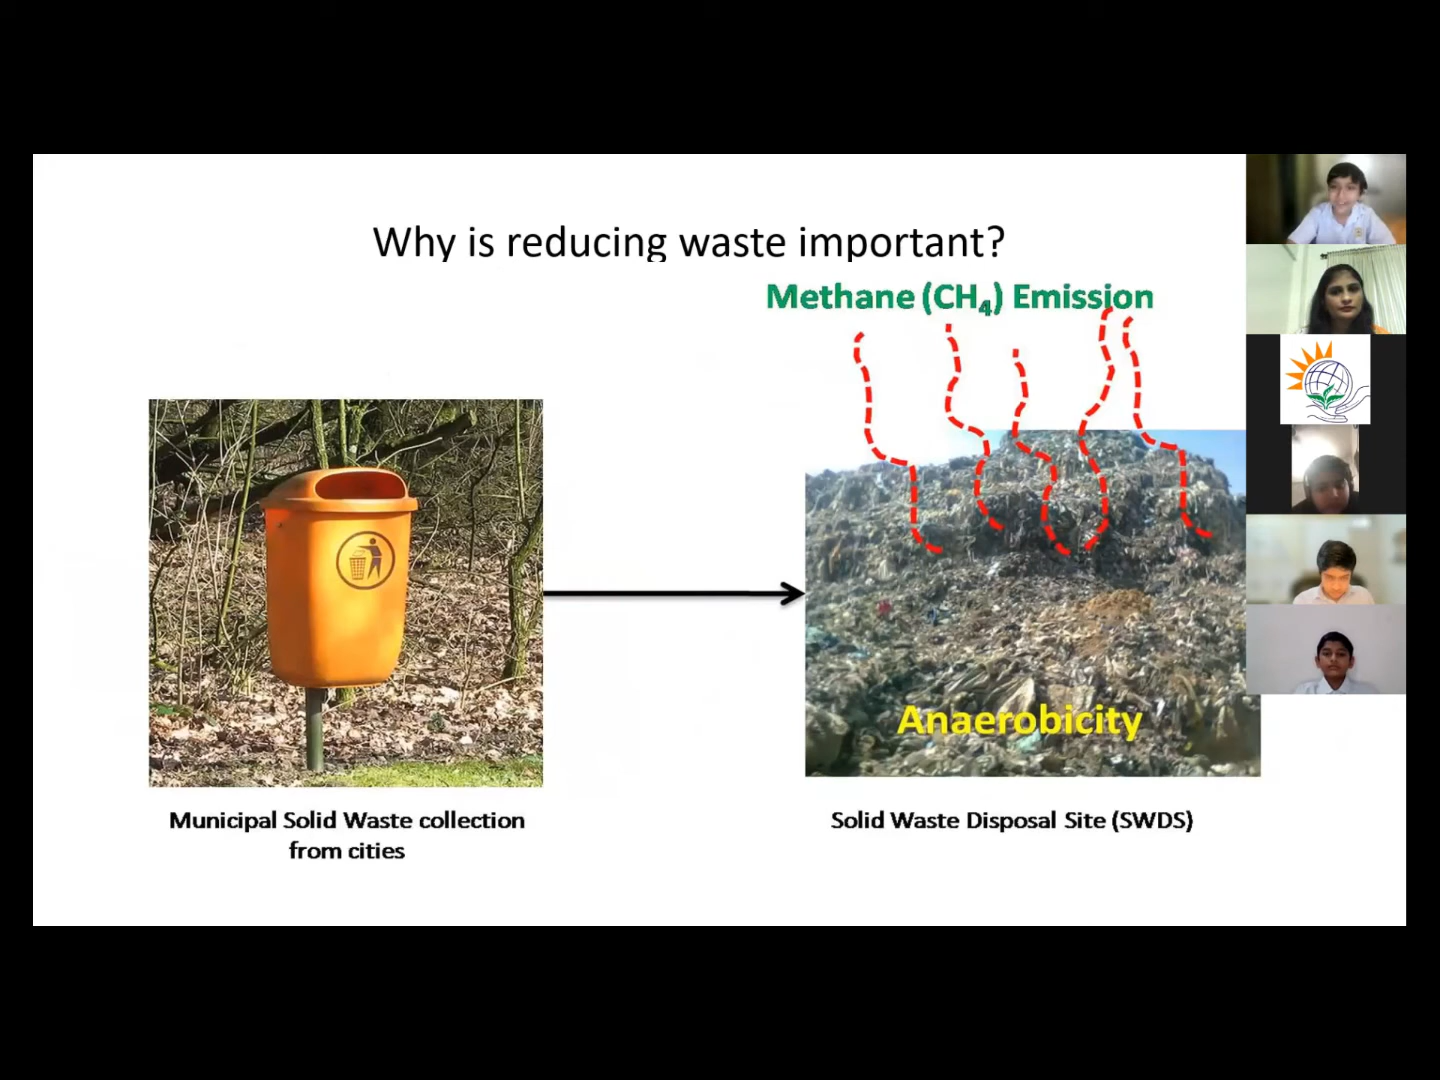 Why is reducing waste important?
Methane (CH₄) Emission
Anaerobicity
Municipal Solid Waste collection
from cities
Solid Waste Disposal Site (SWDS)